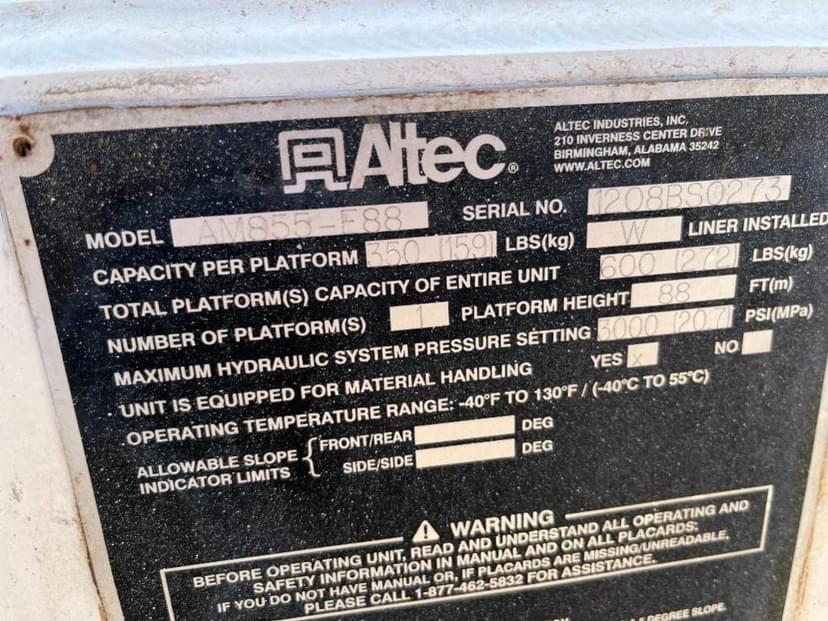 Altec®
ALTEC INDUSTRIES, INC.
210 INVERNESS CENTER DRIVE
BIRMINGHAM, ALABAMA 35242
WWW.ALTEC.COM
MODEL AM855-E88 SERIAL NO. 1208BS0273
CAPACITY PER PLATFORM 350 (159) LBS(kg) W LINER INSTALLED
TOTAL PLATFORM(S) CAPACITY OF ENTIRE UNIT 600 (272) LBS(kg)
NUMBER OF PLATFORM(S) 1 PLATFORM HEIGHT 88 FT(m)
MAXIMUM HYDRAULIC SYSTEM PRESSURE SETTING 3000 (20.7) PSI(MPa)
UNIT IS EQUIPPED FOR MATERIAL HANDLING YES X NO
OPERATING TEMPERATURE RANGE: -40°F TO 130°F / (-40°C TO 55°C)
ALLOWABLE SLOPE INDICATOR LIMITS { FRONT/REAR DEG
SIDE/SIDE DEG
⚠ WARNING
BEFORE OPERATING UNIT, READ AND UNDERSTAND ALL OPERATING AND
SAFETY INFORMATION IN MANUAL AND ON ALL PLACARDS;
IF YOU DO NOT HAVE MANUAL OR, IF PLACARDS ARE MISSING/UNREADABLE,
PLEASE CALL 1-877-462-5832 FOR ASSISTANCE.
DEGREE SLOPE.